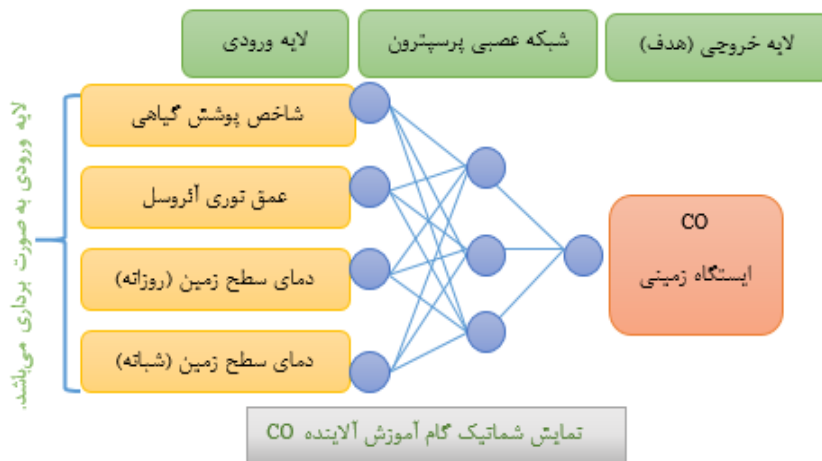 لایه خروجی (هدف)
شبکه عصبی پرسپترون
لایه ورودی
شاخص پوشش گیاهی
عمق توری آئروسل
دمای سطح زمین (روزانه)
دمای سطح زمین (شبانه)
لایه ورودی به صورت برداری می‌باشد.
CO
ایستگاه زمینی
نمایش شماتیک گام آموزش آلاینده CO